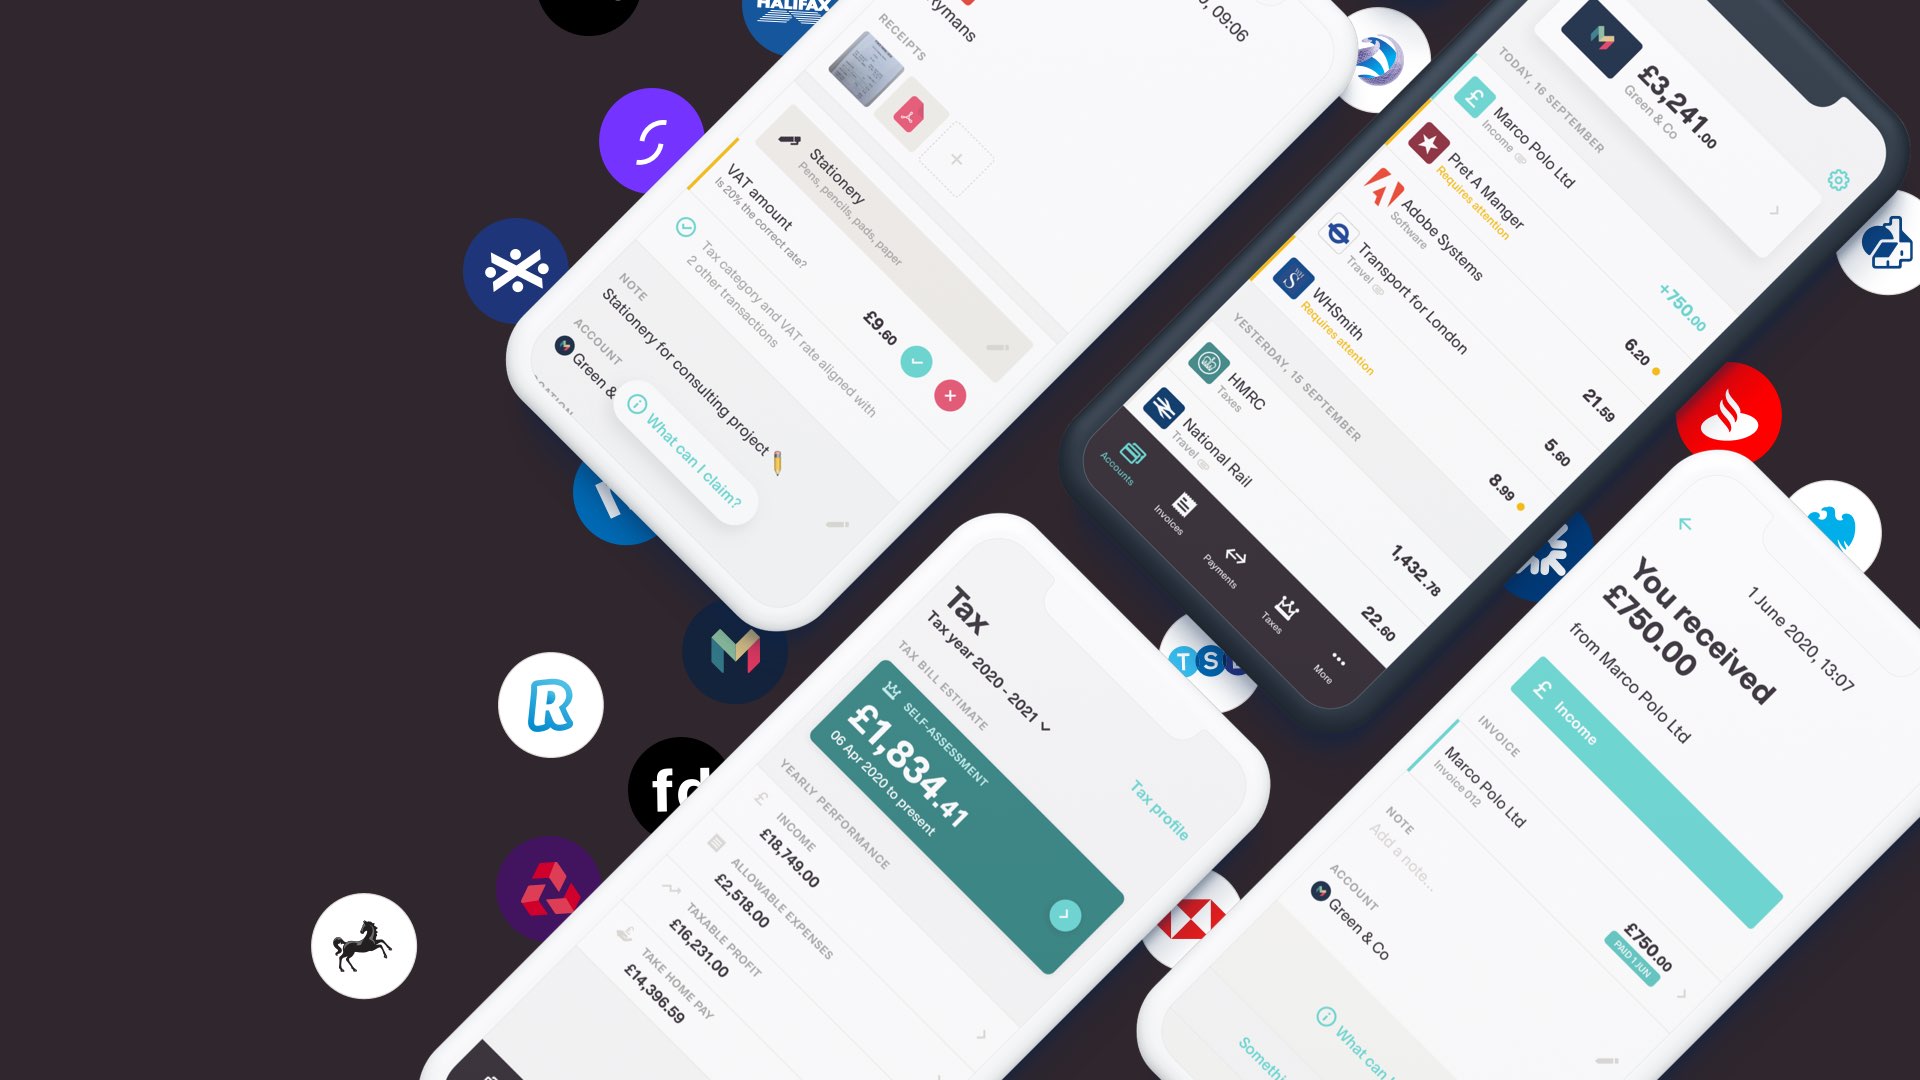 HALIFAX
09:06
RECEIPTS
Stationery
Pens, pencils, pads, paper
VAT amount
Is 20% the correct rate?
£9.60
Tax category and VAT rate aligned with
2 other transactions
NOTE
Stationery for consulting project
ACCOUNT
Green &
What can I claim?
£3,241.00
Green & Co
TODAY, 16 SEPTEMBER
Marco Polo Ltd
Income
+750.00
Pret A Manger
Requires attention
6.20
Adobe Systems
Software
21.59
Transport for London
Travel
5.60
WHSmith
Requires attention
8.99
YESTERDAY, 15 SEPTEMBER
HMRC
Taxes
1,432.78
National Rail
Travel
22.60
Accounts
Invoices
Payments
Taxes
More
Tax
Tax year 2020 - 2021
Tax profile
TAX BILL ESTIMATE
SELF-ASSESSMENT
£1,834.41
06 Apr 2020 to present
YEARLY PERFORMANCE
INCOME
£18,749.00
ALLOWABLE EXPENSES
£2,518.00
TAXABLE PROFIT
£16,231.00
TAKE HOME PAY
£14,396.59
1 June 2020, 13:07
You received
£750.00
from Marco Polo Ltd
£ Income
INVOICE
Marco Polo Ltd
Invoice 012
£750.00
PAID 1 JUN
NOTE
Add a note...
ACCOUNT
Green & Co
What can I
TS
R
fd